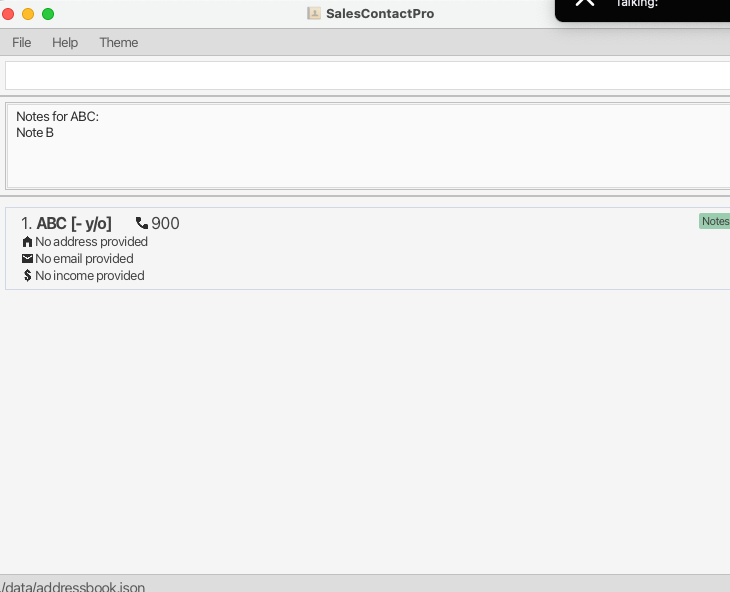 Talking:
SalesContactPro
File Help Theme
Notes for ABC:
Note B
1. ABC [- y/o] 900
Notes
No address provided
No email provided
No income provided
/data/addressbook.json